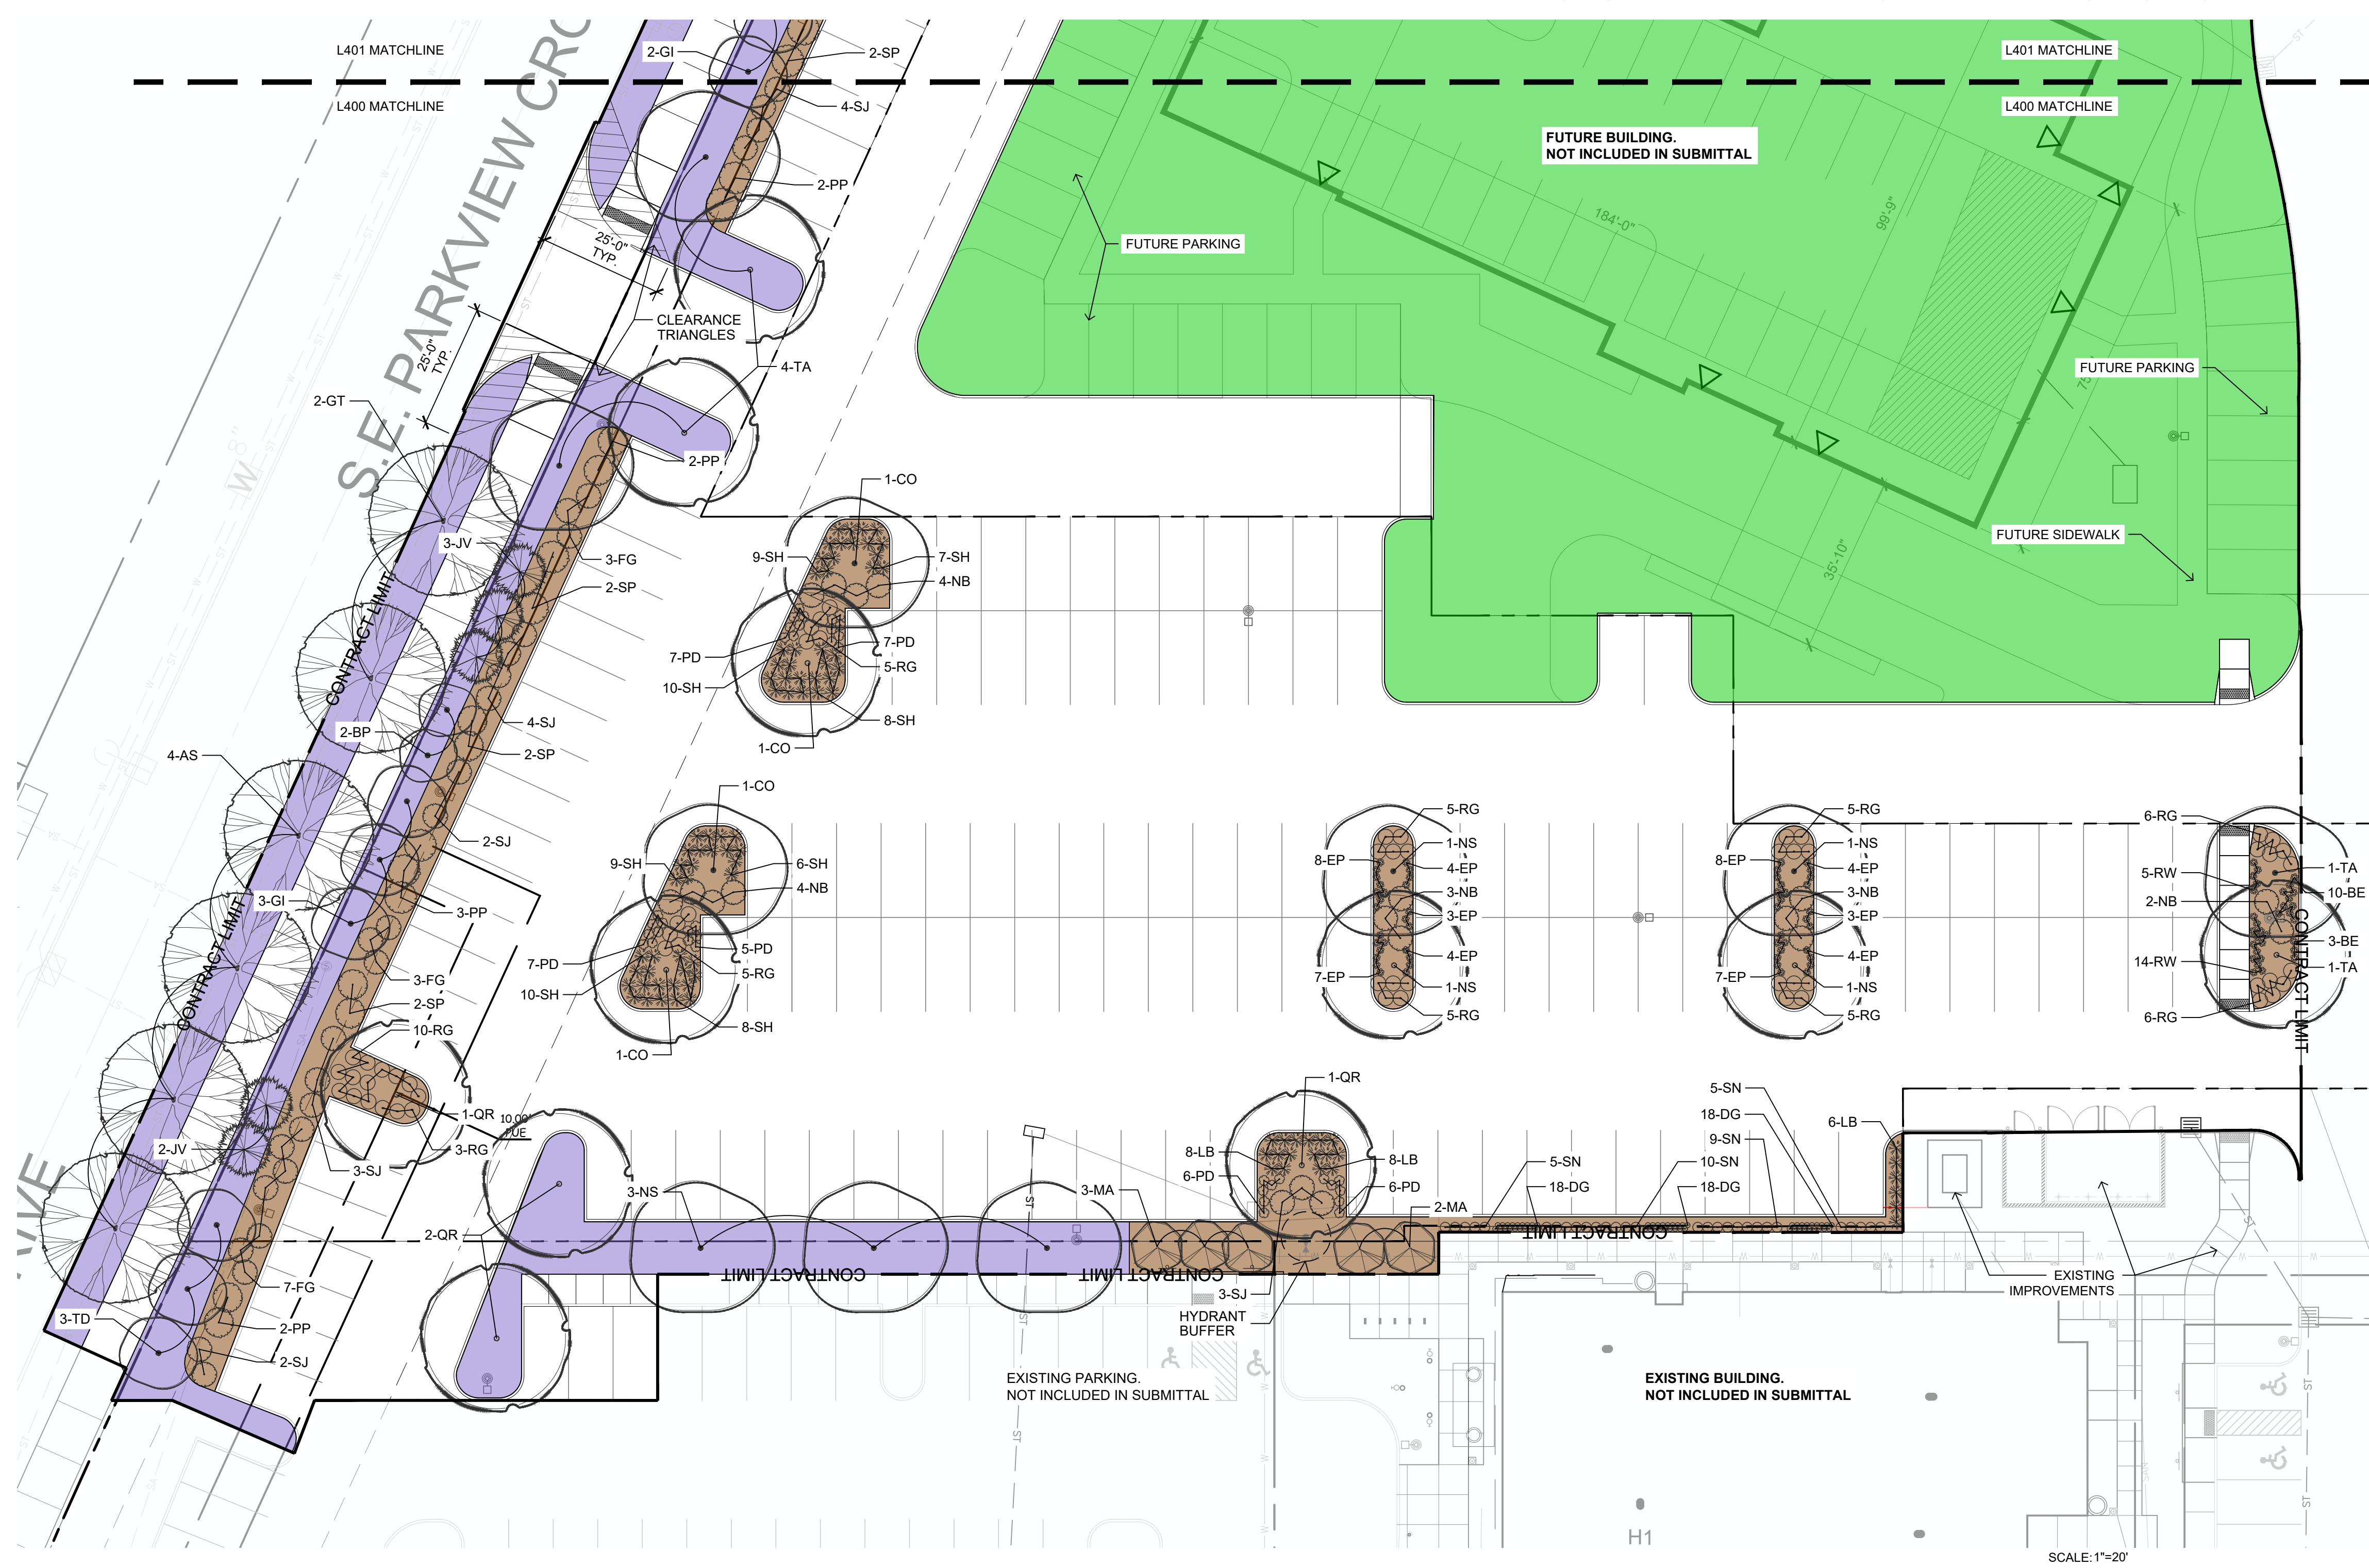 L401 MATCHLINE
L400 MATCHLINE
S.E. PARKVIEW CRO
AVE
W 8"
2-GI
2-SP
4-SJ
2-PP
25'-0"
TYP.
25'-0"
TYP.
CLEARANCE
TRIANGLES
4-TA
2-GT
2-PP
3-JV
3-FG
2-SP
CONTRACT LIMIT
4-SJ
2-BP
2-SP
4-AS
2-SJ
3-GI
3-PP
CONTRACT LIMIT
3-FG
2-SP
10-RG
1-QR
10.00'
PUE
3-RG
2-JV
3-SJ
7-FG
3-TD
2-PP
2-SJ
L401 MATCHLINE
L400 MATCHLINE
FUTURE BUILDING.
NOT INCLUDED IN SUBMITTAL
FUTURE PARKING
184'-0"
99'-9"
FUTURE PARKING
FUTURE SIDEWALK
35'-10"
1-CO
9-SH
7-SH
4-NB
7-PD
7-PD
5-RG
10-SH
8-SH
1-CO
1-CO
9-SH
6-SH
4-NB
7-PD
5-PD
5-RG
10-SH
8-SH
1-CO
5-RG
1-NS
8-EP
4-EP
3-NB
3-EP
4-EP
7-EP
1-NS
5-RG
5-RG
1-NS
8-EP
4-EP
3-NB
3-EP
4-EP
7-EP
1-NS
5-RG
6-RG
1-TA
5-RW
10-BE
2-NB
3-BE
14-RW
1-TA
6-RG
CONTRACT LIMIT
2-QR
3-NS
3-MA
1-QR
8-LB
8-LB
6-PD
6-PD
2-MA
5-SN
18-DG
5-SN
18-DG
9-SN
10-SN
18-DG
6-LB
CONTRACT LIMIT
CONTRACT LIMIT
CONTRACT LIMIT
3-SJ
HYDRANT
BUFFER
EXISTING
IMPROVEMENTS
EXISTING PARKING.
NOT INCLUDED IN SUBMITTAL
EXISTING BUILDING.
NOT INCLUDED IN SUBMITTAL
H1
SCALE: 1"=20'